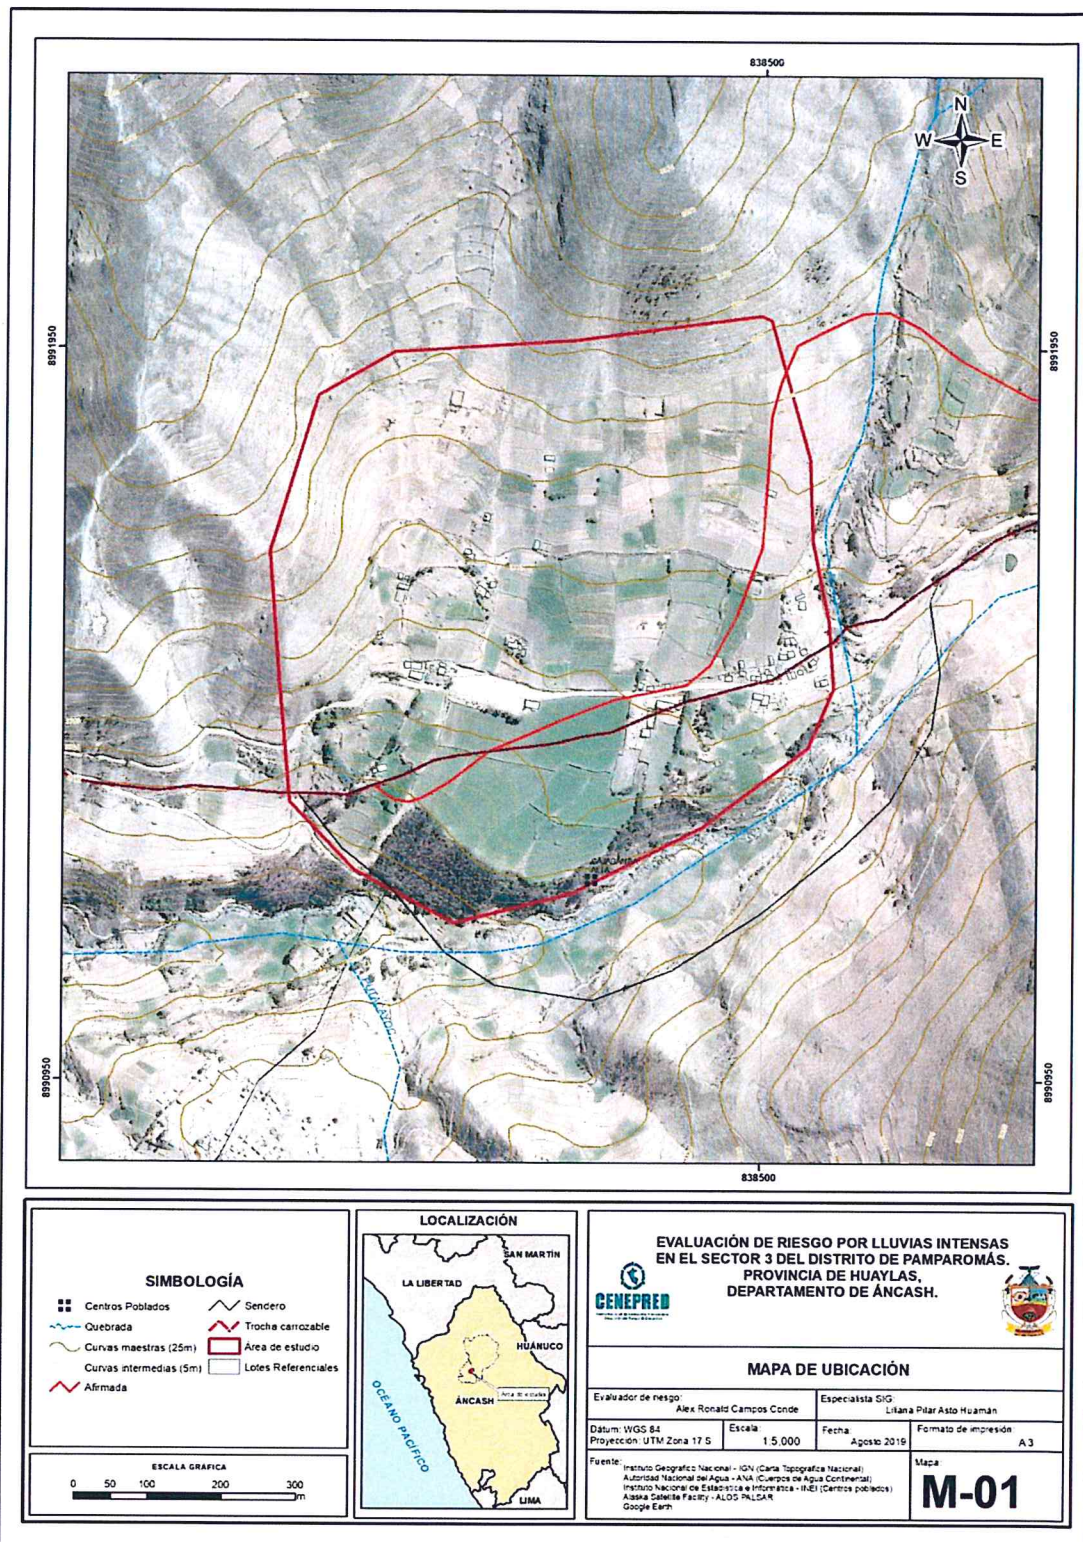 838500
N
W E
S
8991950
8991950
8990950
8990950
838500
SIMBOLOGÍA
Centros Poblados
Quebrada
Curvas maestras (25m)
Curvas intermedias (5m)
Afirmada
Sendero
Trocha carrozable
Área de estudio
Lotes Referenciales
ESCALA GRÁFICA
0 50 100 200 300
m
LOCALIZACIÓN
SAN MARTÍN
LA LIBERTAD
HUÁNUCO
ÁNCASH
Área de estudio
OCÉANO PACÍFICO
LIMA
CENEPRED
EVALUACIÓN DE RIESGO POR LLUVIAS INTENSAS
EN EL SECTOR 3 DEL DISTRITO DE PAMPAROMÁS.
PROVINCIA DE HUAYLAS,
DEPARTAMENTO DE ÁNCASH.
MAPA DE UBICACIÓN
Evaluador de riesgo:
Alex Ronald Campos Conde
Especialista SIG:
Liliana Pilar Asto Huamán
Dátum: WGS 84
Proyección: UTM Zona 17 S
Escala:
1:5,000
Fecha:
Agosto 2019
Formato de impresión:
A 3
Fuente:
Instituto Geográfico Nacional - IGN (Carta Topográfica Nacional)
Autoridad Nacional del Agua - ANA (Cuerpos de Agua Continental)
Instituto Nacional de Estadística e Informática - INEI (Centros poblados)
Alaska Satellite Facility - ALOS PALSAR
Google Earth
Mapa:
M-01